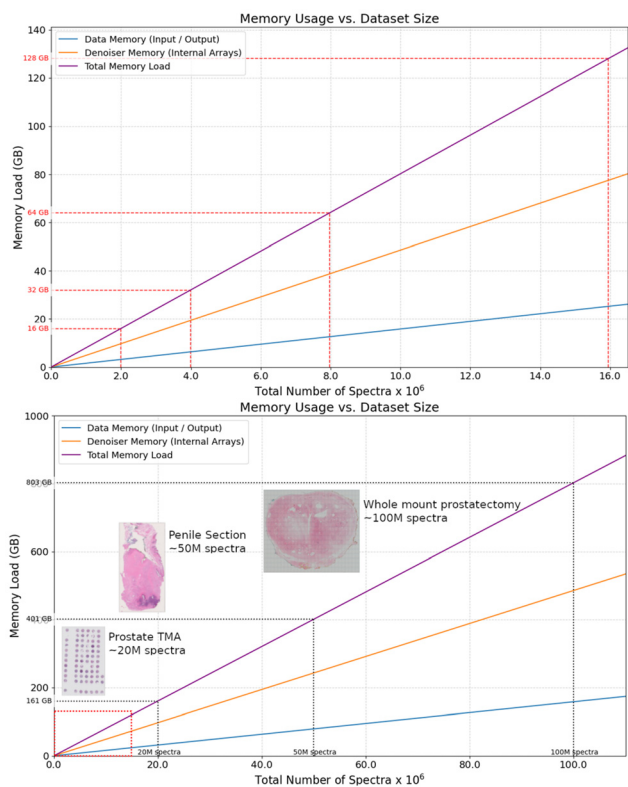 Memory Usage vs. Dataset Size
140
128 GB
120
100
80
64 GB
60
40
32 GB
20
16 GB
0
Data Memory (Input / Output)
Denoiser Memory (Internal Arrays)
Total Memory Load
Memory Load (GB)
0.0 2.0 4.0 6.0 8.0 10.0 12.0 14.0 16.0
Total Number of Spectra x 10⁶
Memory Usage vs. Dataset Size
1000
803 GB
600
401 GB
200
161 GB
0
Data Memory (Input / Output)
Denoiser Memory (Internal Arrays)
Total Memory Load
Whole mount prostatectomy
~100M spectra
Penile Section
~50M spectra
Prostate TMA
~20M spectra
Memory Load (GB)
20M spectra 50M spectra 100M spectra
0.0 20.0 40.0 60.0 80.0 100.0
Total Number of Spectra x 10⁶